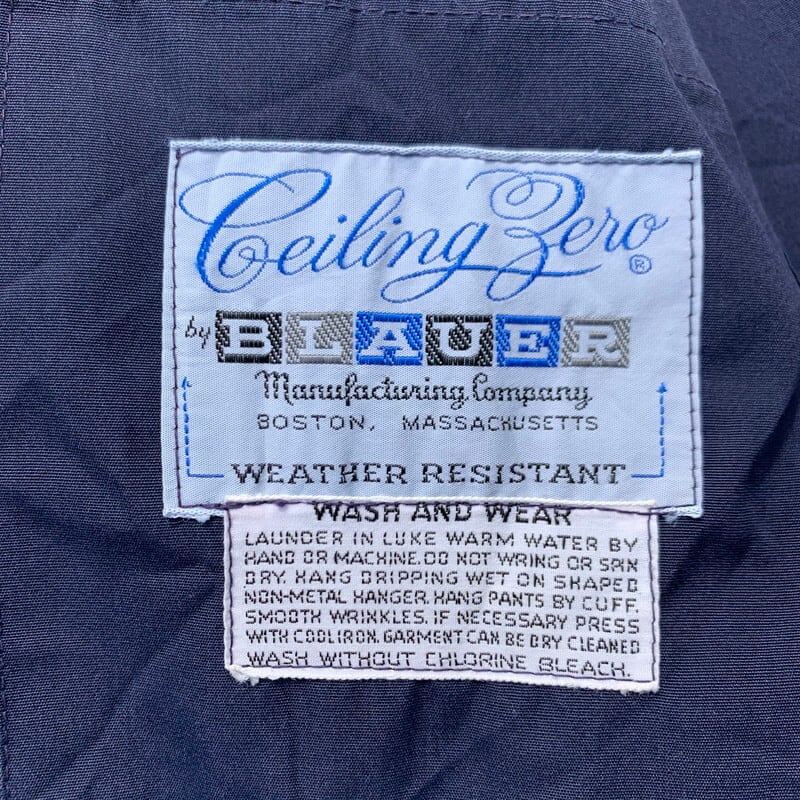 Ceiling Zero ®
by BLAUER
Manufacturing Company
BOSTON, MASSACHUSETTS
WEATHER RESISTANT
WASH AND WEAR
LAUNDER IN LUKE WARM WATER BY
HAND OR MACHINE. DO NOT WRING OR SPIN
DRY. HANG DRIPPING WET ON SHAPED
NON-METAL HANGER. HANG PANTS BY CUFF.
SMOOTH WRINKLES. IF NECESSARY PRESS
WITH COOL IRON. GARMENT CAN BE DRY CLEANED
WASH WITHOUT CHLORINE BLEACH.